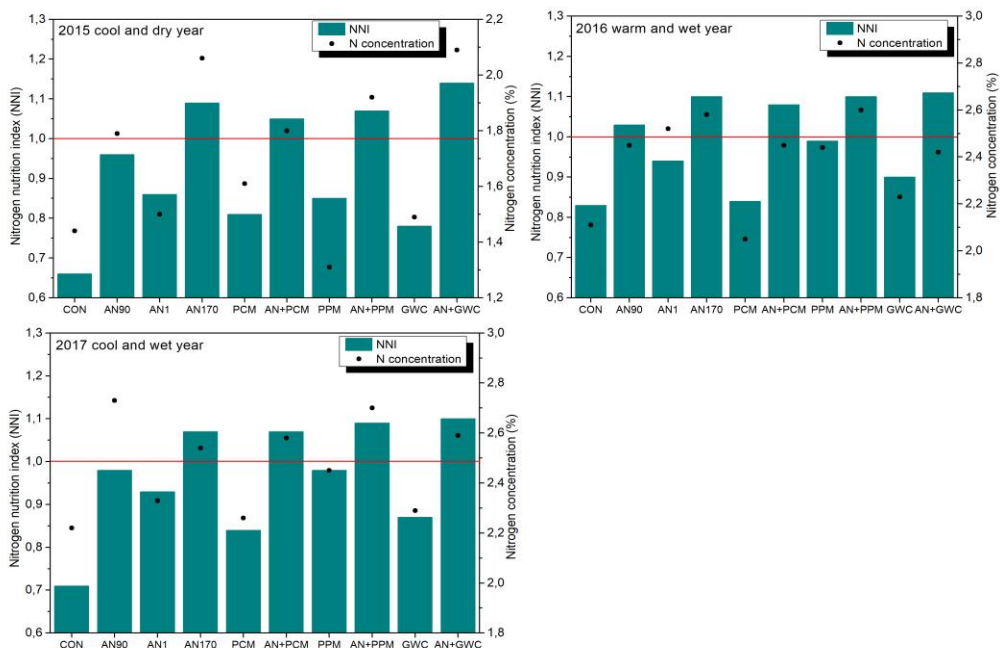 2015 cool and dry year
NNI
N concentration
Nitrogen nutrition index (NNI)
1,3
1,2
1,1
1,0
0,9
0,8
0,7
0,6
Nitrogen concentration (%)
2,2
2,0
1,8
1,6
1,4
1,2
CON AN90 AN1 AN170 PCM AN+PCM PPM AN+PPM GWC AN+GWC
2016 warm and wet year
NNI
N concentration
Nitrogen nutrition index (NNI)
1,3
1,2
1,1
1,0
0,9
0,8
0,7
0,6
Nitrogen concentration (%)
3,0
2,8
2,6
2,4
2,2
2,0
1,8
CON AN90 AN1 AN170 PCM AN+PCM PPM AN+PPM GWC AN+GWC
2017 cool and wet year
NNI
N concentration
Nitrogen nutrition index (NNI)
1,3
1,2
1,1
1,0
0,9
0,8
0,7
0,6
Nitrogen concentration (%)
3,0
2,8
2,6
2,4
2,2
2,0
1,8
CON AN90 AN1 AN170 PCM AN+PCM PPM AN+PPM GWC AN+GWC